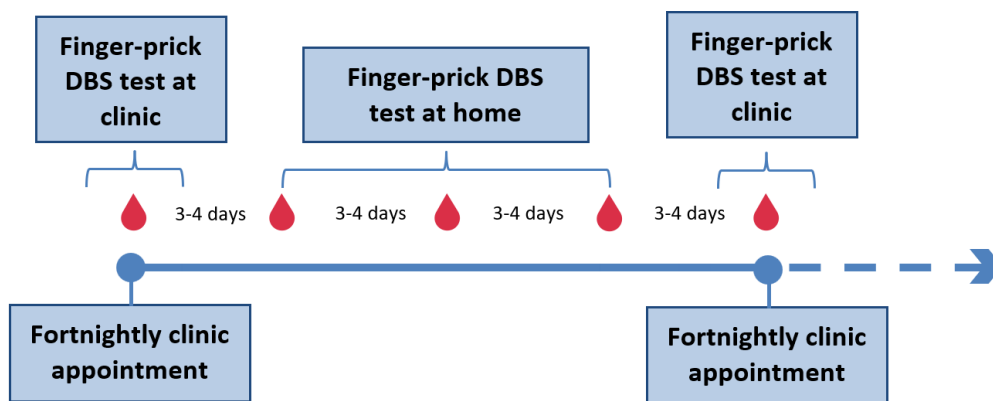 Finger-prick
DBS test at
clinic
Finger-prick DBS
test at home
Finger-prick
DBS test at
clinic
3-4 days
3-4 days
3-4 days
3-4 days
Fortnightly clinic
appointment
Fortnightly clinic
appointment